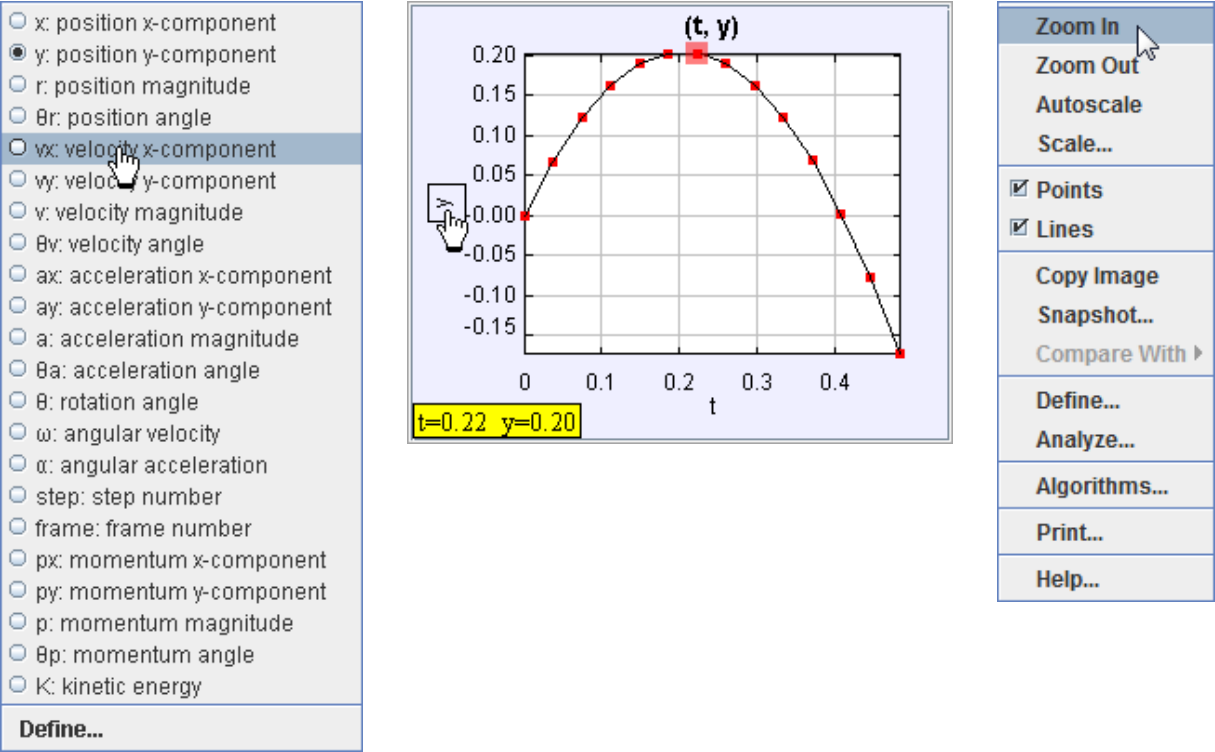 x: position x-component
y: position y-component
r: position magnitude
θr: position angle
vx: velocity x-component
vy: velocity y-component
v: velocity magnitude
θv: velocity angle
ax: acceleration x-component
ay: acceleration y-component
a: acceleration magnitude
θa: acceleration angle
θ: rotation angle
ω: angular velocity
α: angular acceleration
step: step number
frame: frame number
px: momentum x-component
py: momentum y-component
p: momentum magnitude
θp: momentum angle
K: kinetic energy
Define...
(t, y)
0.20
0.15
0.10
0.05
0.00
-0.05
-0.10
-0.15
y
0 0.1 0.2 0.3 0.4
t
t=0.22 y=0.20
Zoom In
Zoom Out
Autoscale
Scale...
Points
Lines
Copy Image
Snapshot...
Compare With
Define...
Analyze...
Algorithms...
Print...
Help...